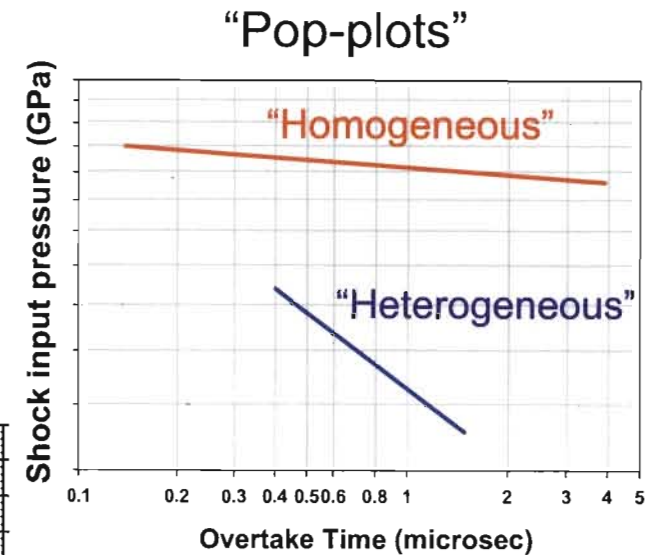 “Pop-plots”
Shock input pressure (GPa)
“Homogeneous”
“Heterogeneous”
0.1 0.2 0.3 0.4 0.5 0.6 0.8 1 2 3 4 5
Overtake Time (microsec)